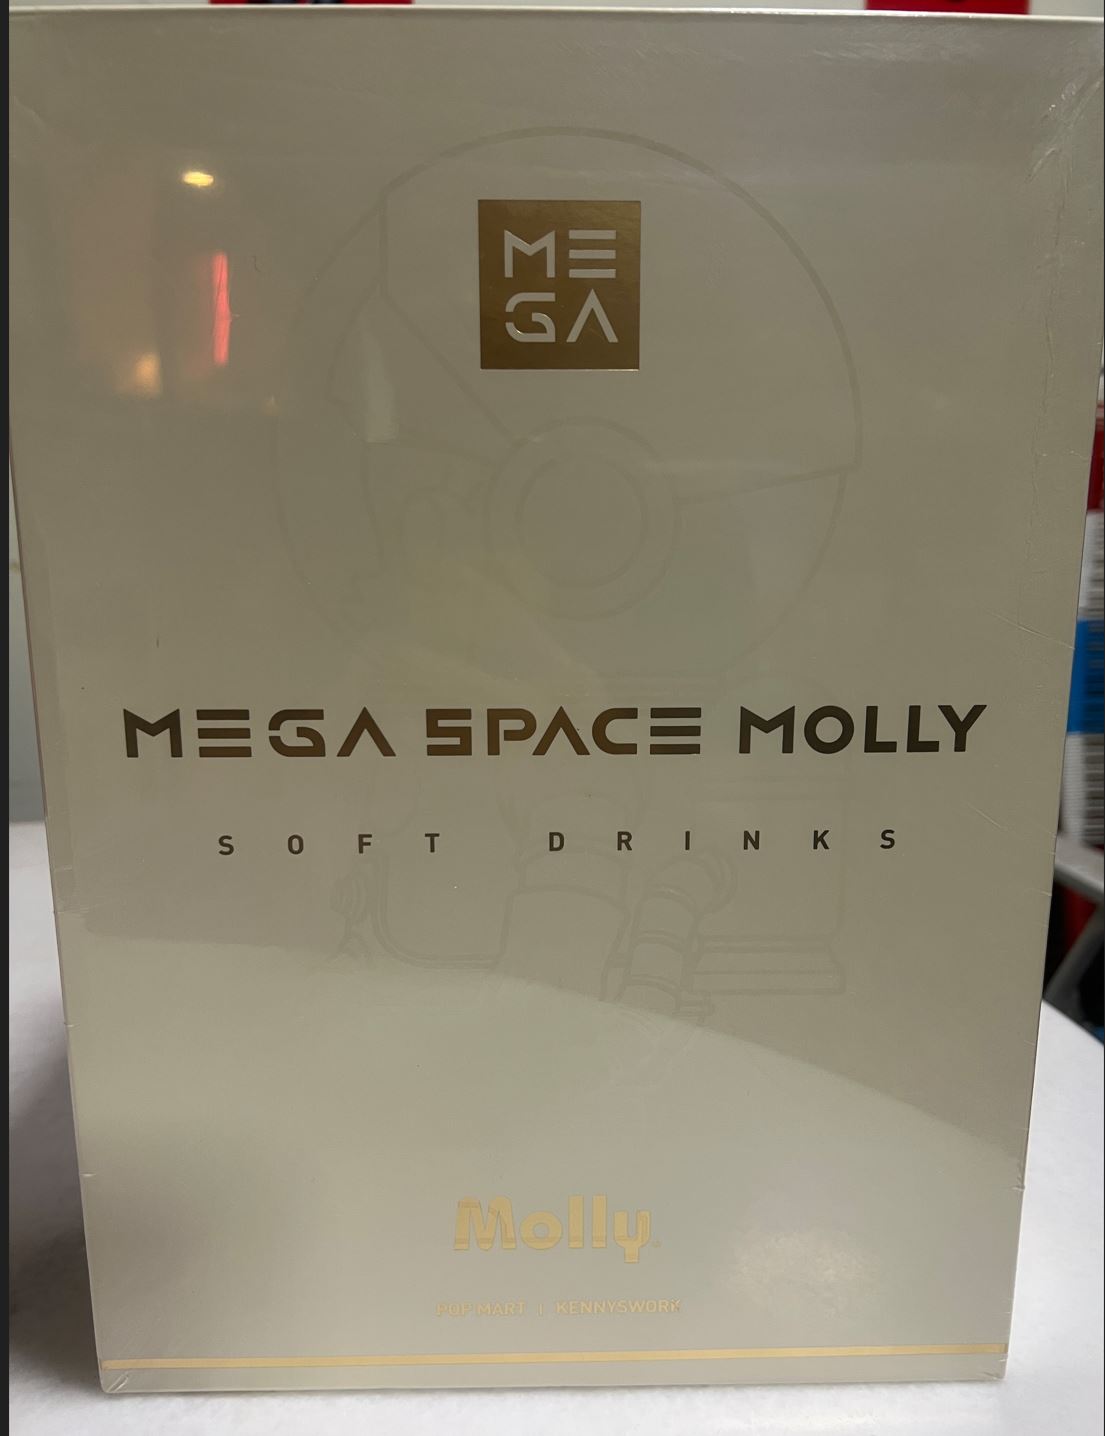 ME
GA
MEGA SPACE MOLLY
SOFT DRINKS
Molly
POP MART | KENNYSWORK